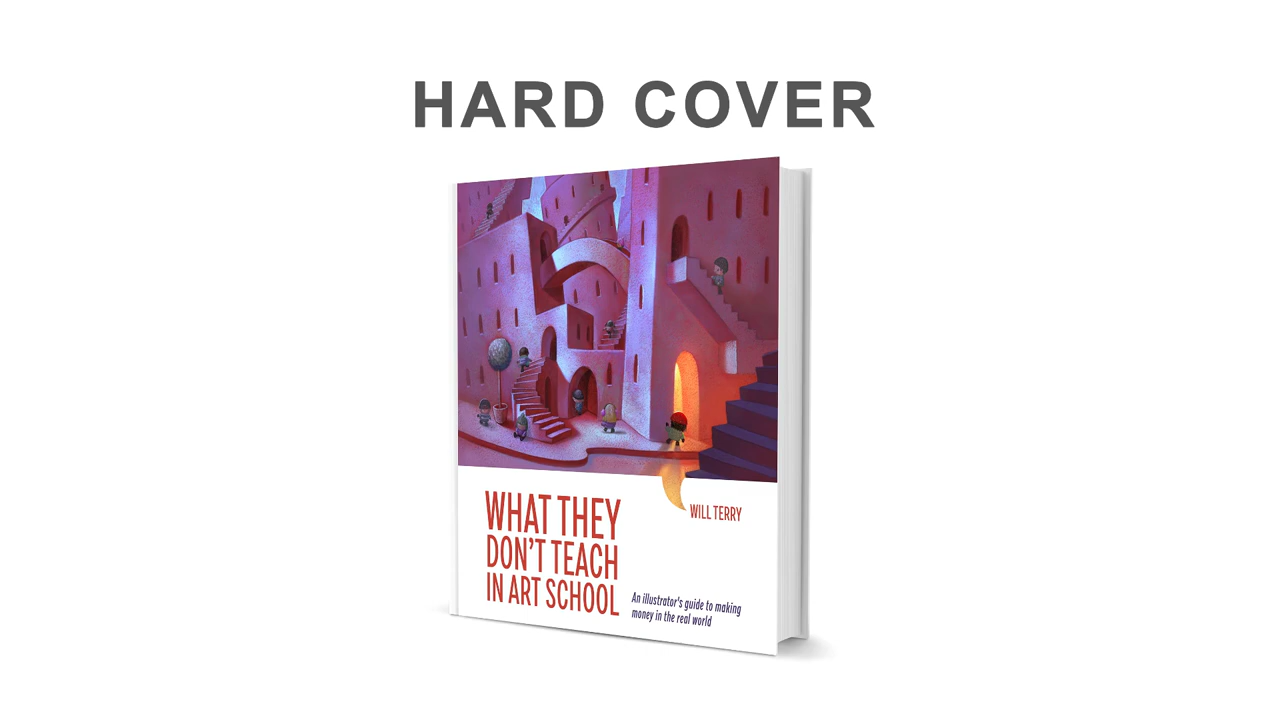 HARD COVER
WILL TERRY
WHAT THEY
DON'T TEACH
IN ART SCHOOL
An illustrator's guide to making
money in the real world